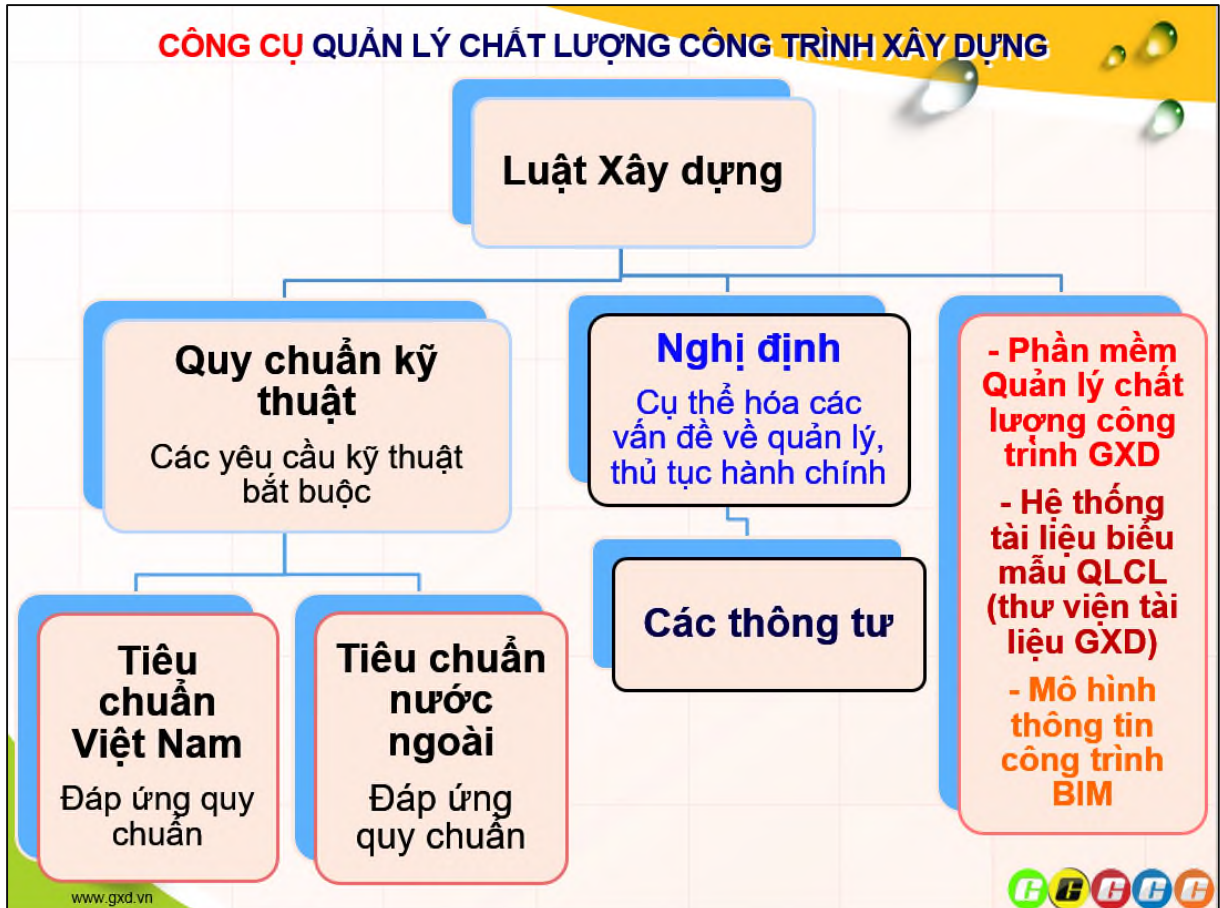 CÔNG CỤ QUẢN LÝ CHẤT LƯỢNG CÔNG TRÌNH XÂY DỰNG
Luật Xây dựng
Quy chuẩn kỹ
thuật
Các yêu cầu kỹ thuật
bắt buộc
Nghị định
Cụ thể hóa các
vấn đề về quản lý,
thủ tục hành chính
- Phần mềm
Quản lý chất
lượng công
trình GXD
- Hệ thống
tài liệu biểu
mẫu QLCL
(thư viện tài
liệu GXD)
- Mô hình
thông tin
công trình
BIM
Các thông tư
Tiêu
chuẩn
Việt Nam
Đáp ứng quy
chuẩn
Tiêu chuẩn
nước
ngoài
Đáp ứng
quy chuẩn
www.gxd.vn
G G G G G